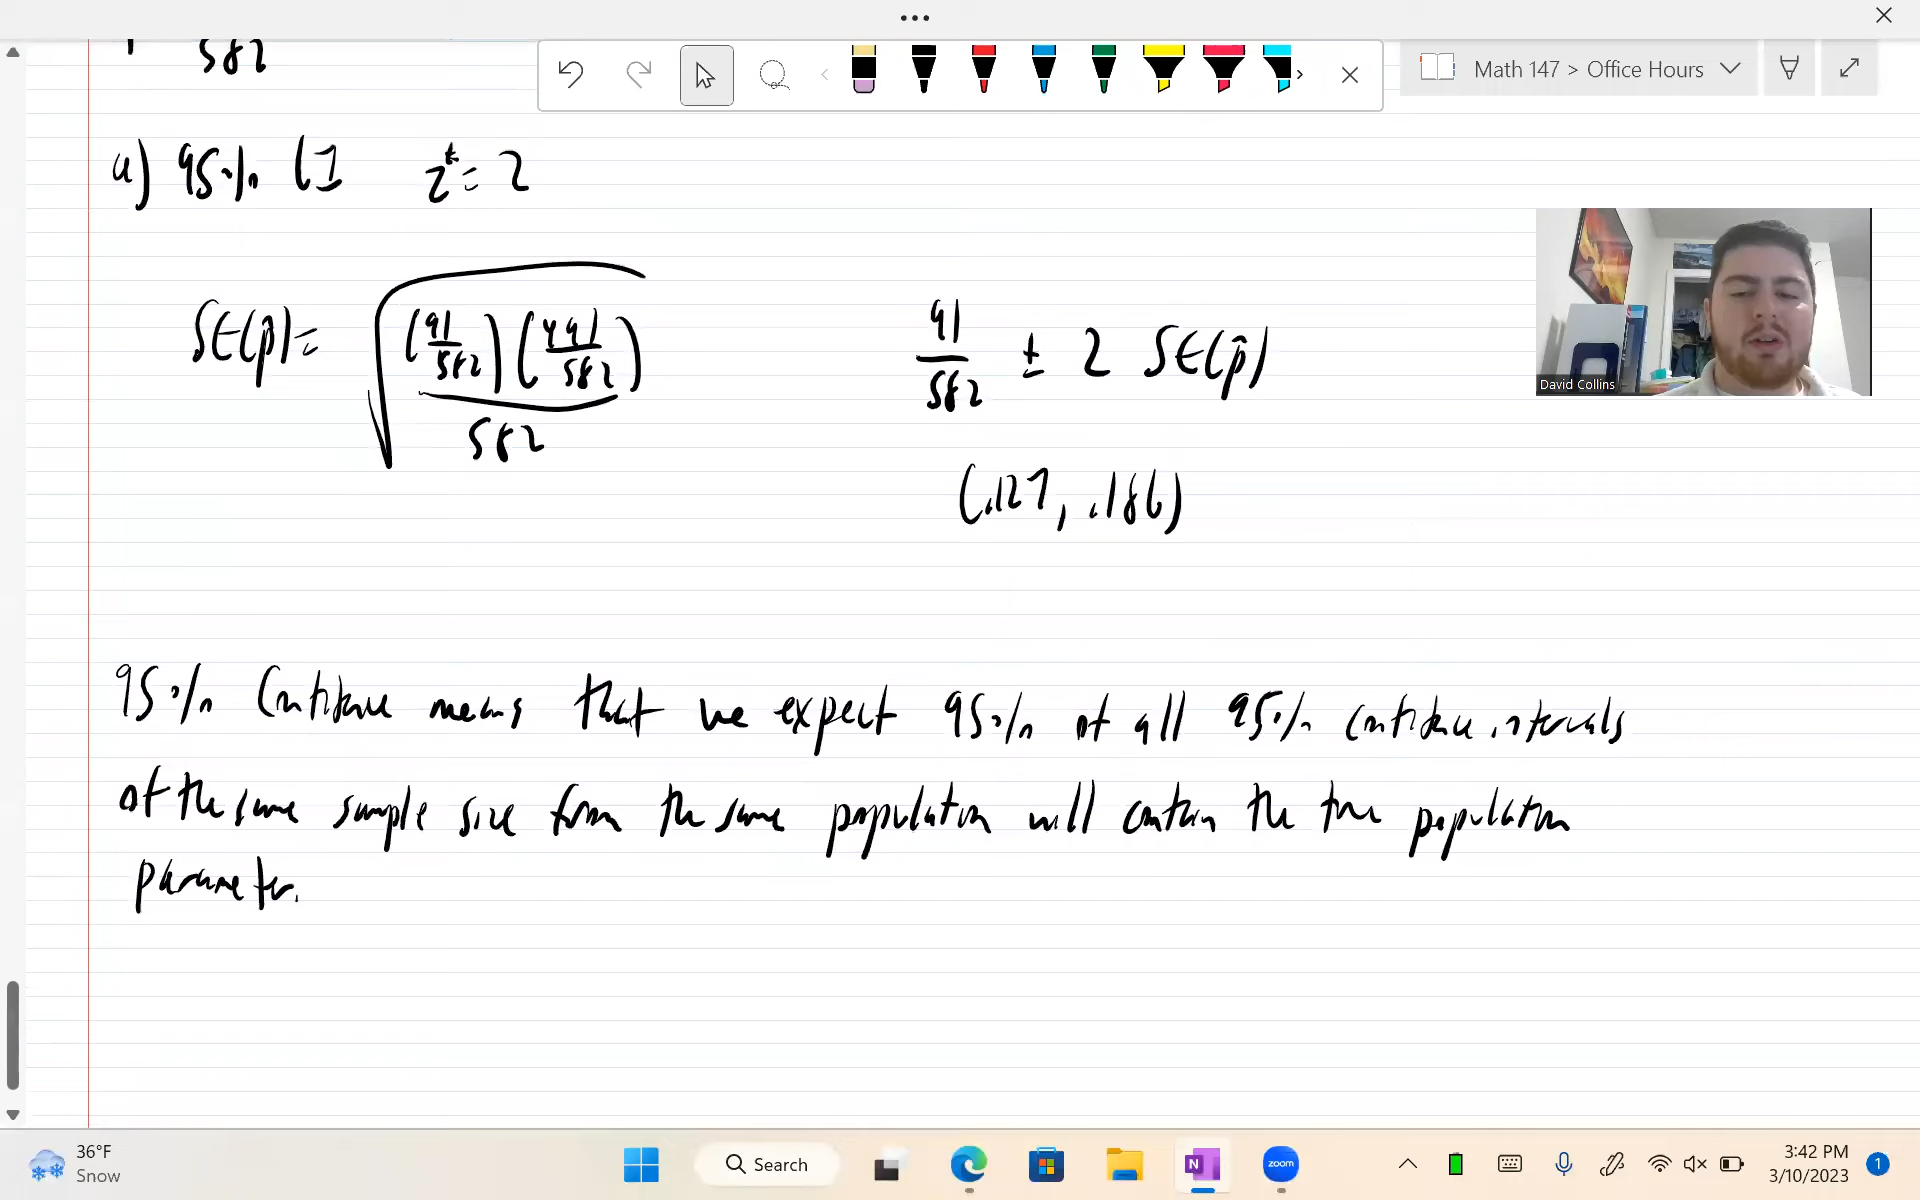 582
Math 147 > Office Hours
a) 95% CI z*= 2
SE(p̂)= √((91/582)(491/582)/582)
91/582 ± 2 SE(p̂)
David Collins
(.127, .186)
95% Confidence means that we expect 95% of all 95% confidence intervals
of the same sample size from the same population will contain the true population
parameter.
36°F
Snow
Search
N
zoom
3:42 PM
3/10/2023
1